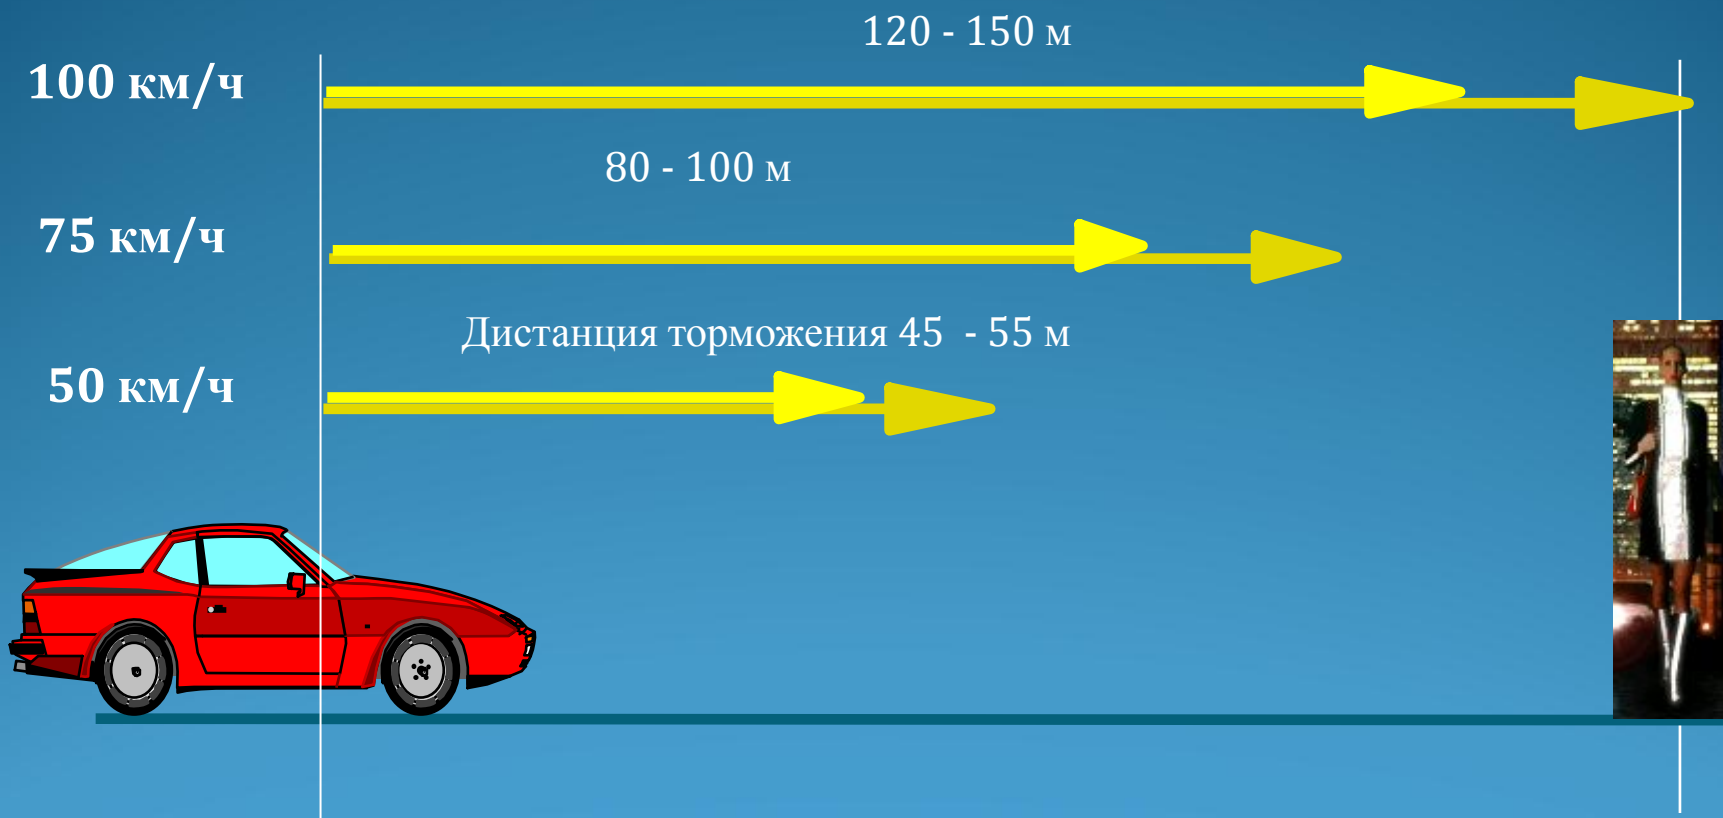 120 - 150 м
100 км/ч
80 - 100 м
75 км/ч
Дистанция торможения 45 - 55 м
50 км/ч